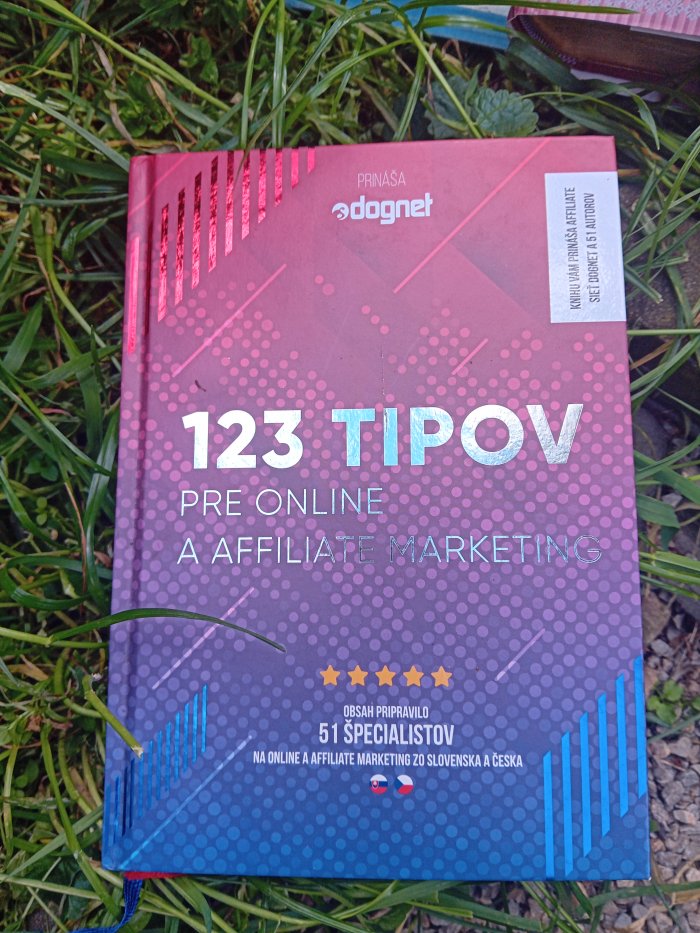 PRINÁŠA
dognet
KNIHU VÁM PRINÁŠA AFFILIATE
SIEŤ DOGNET A 51 AUTOROV
123 TIPOV
PRE ONLINE
A AFFILIATE MARKETING
OBSAH PRIPRAVILO
51 ŠPECIALISTOV
NA ONLINE A AFFILIATE MARKETING ZO SLOVENSKA A ČESKA